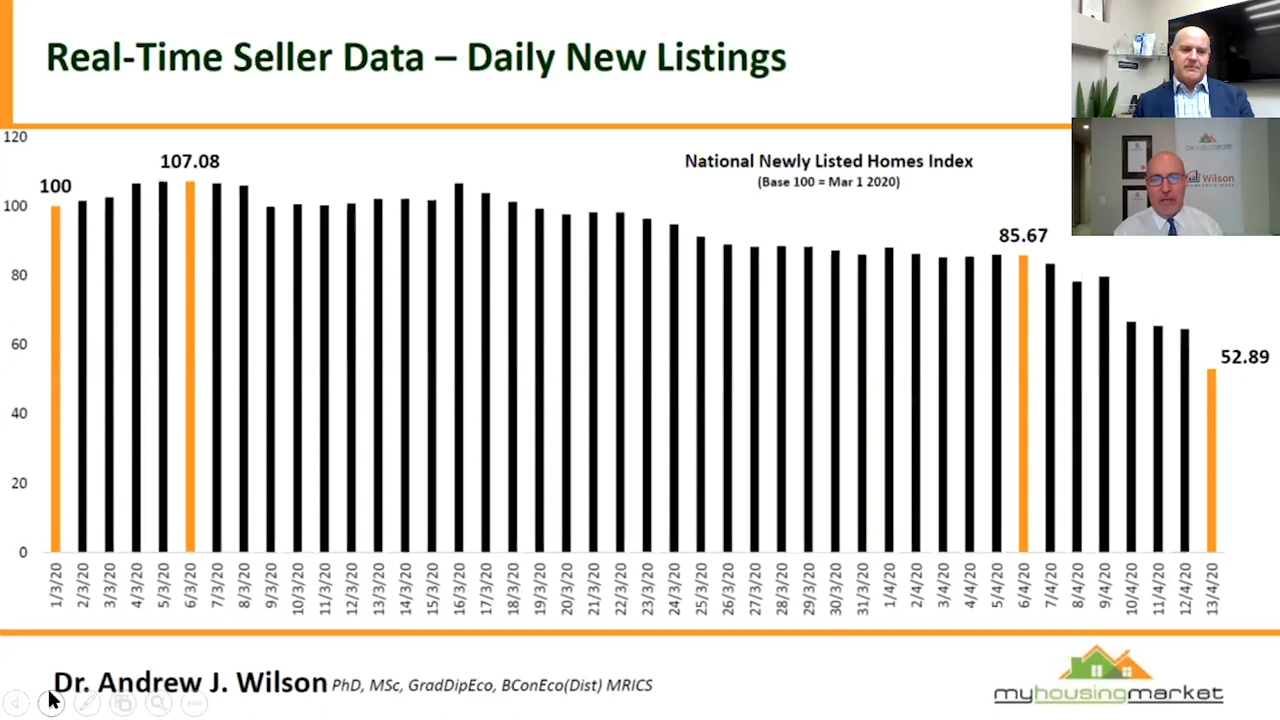 Real-Time Seller Data – Daily New Listings
National Newly Listed Homes Index
(Base 100 = Mar 1 2020)
120
100
80
60
40
20
0
100
107.08
85.67
52.89
1/3/20 2/3/20 3/3/20 4/3/20 5/3/20 6/3/20 7/3/20 8/3/20 9/3/20 10/3/20 11/3/20 12/3/20 13/3/20 14/3/20 15/3/20 16/3/20 17/3/20 18/3/20 19/3/20 20/3/20 21/3/20 22/3/20 23/3/20 24/3/20 25/3/20 26/3/20 27/3/20 28/3/20 29/3/20 30/3/20 31/3/20 1/4/20 2/4/20 3/4/20 4/4/20 5/4/20 6/4/20 7/4/20 8/4/20 9/4/20 10/4/20 11/4/20 12/4/20 13/4/20
Wilson
Dr. Andrew J. Wilson PhD, MSc, GradDipEco, BConEco(Dist) MRICS
myhousingmarket